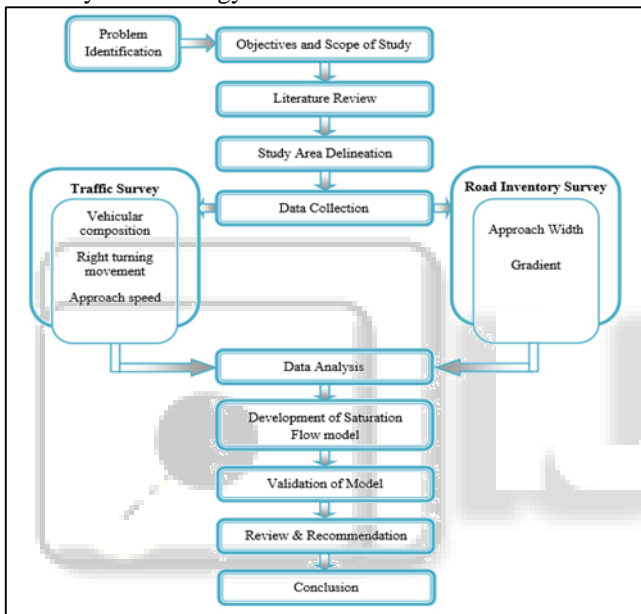 Problem
Identification
Objectives and Scope of Study
Literature Review
Study Area Delineation
Data Collection
Traffic Survey
Vehicular
composition
Right turning
movement
Approach speed
Road Inventory Survey
Approach Width
Gradient
Data Analysis
Development of Saturation
Flow model
Validation of Model
Review & Recommendation
Conclusion